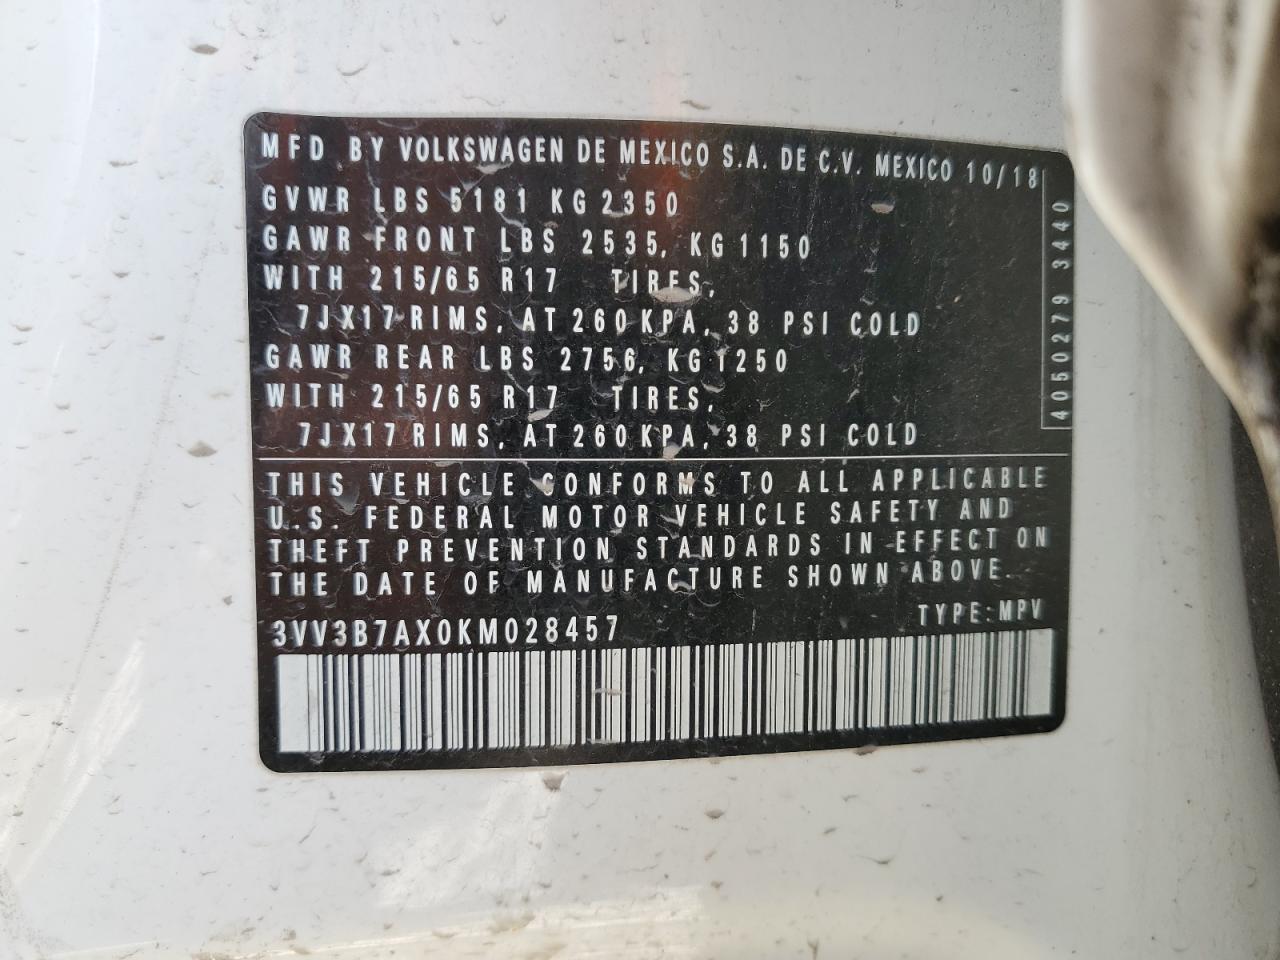 MFD BY VOLKSWAGEN DE MEXICO S.A. DE C.V. MEXICO 10/18
GVWR LBS 5181 KG 2350
GAWR FRONT LBS 2535, KG 1150
WITH 215/65 R17 TIRES,
7JX17 RIMS, AT 260 KPA, 38 PSI COLD
GAWR REAR LBS 2756, KG 1250
WITH 215/65 R17 TIRES,
7JX17 RIMS, AT 260 KPA, 38 PSI COLD
4050279 3440
THIS VEHICLE CONFORMS TO ALL APPLICABLE
U.S. FEDERAL MOTOR VEHICLE SAFETY AND
THEFT PREVENTION STANDARDS IN EFFECT ON
THE DATE OF MANUFACTURE SHOWN ABOVE.
3VV3B7AX0KM028457 TYPE: MPV